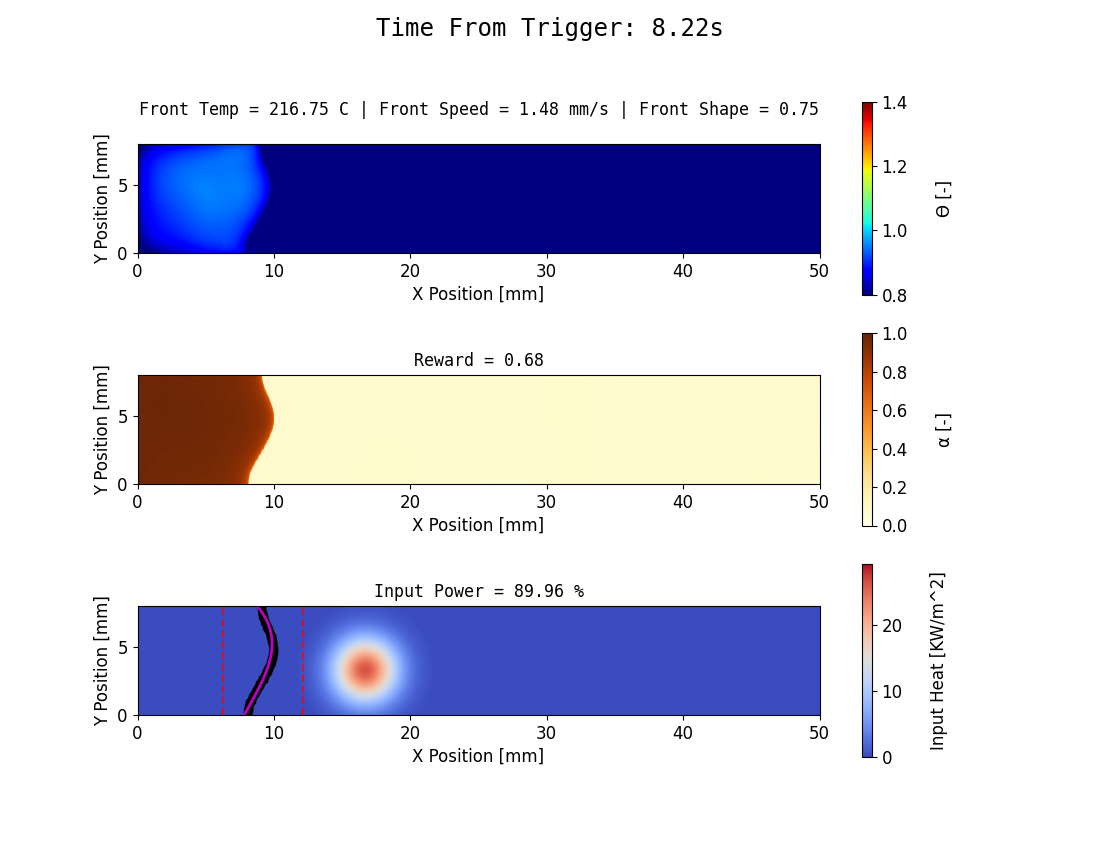 Time From Trigger: 8.22s
Front Temp = 216.75 C | Front Speed = 1.48 mm/s | Front Shape = 0.75
Y Position [mm]
5
0
0 10 20 30 40 50
X Position [mm]
1.4
1.2
1.0
0.8
Θ [-]
Reward = 0.68
Y Position [mm]
5
0
0 10 20 30 40 50
X Position [mm]
1.0
0.8
0.6
0.4
0.2
0.0
α [-]
Input Power = 89.96 %
Y Position [mm]
5
0
0 10 20 30 40 50
X Position [mm]
20
10
0
Input Heat [KW/m^2]